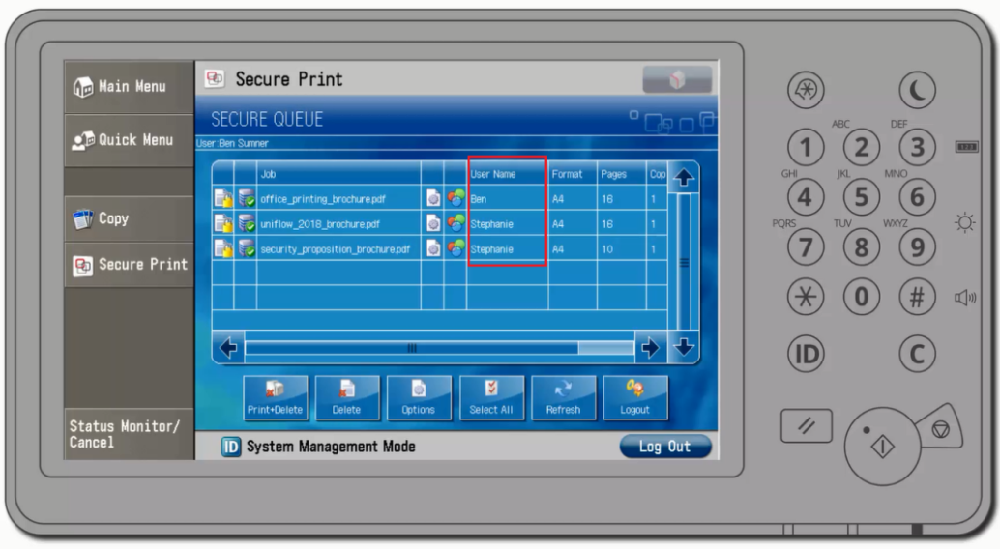 Main Menu
Quick Menu
Copy
Secure Print
Status Monitor/
Cancel
Secure Print
SECURE QUEUE
User Ben Sumner
Job User Name Format Pages Cop
office_printing_brochure.pdf Ben A4 16 1
uniflow_2018_brochure.pdf Stephanie A4 16 1
security_proposition_brochure.pdf Stephanie A4 10 1
Print+Delete Delete Options Select All Refresh Logout
ID System Management Mode Log Out
ABC DEF
1 2 3 123
GHI JKL MNO
4 5 6
PQRS TUV WXYZ
7 8 9
0 #
ID C